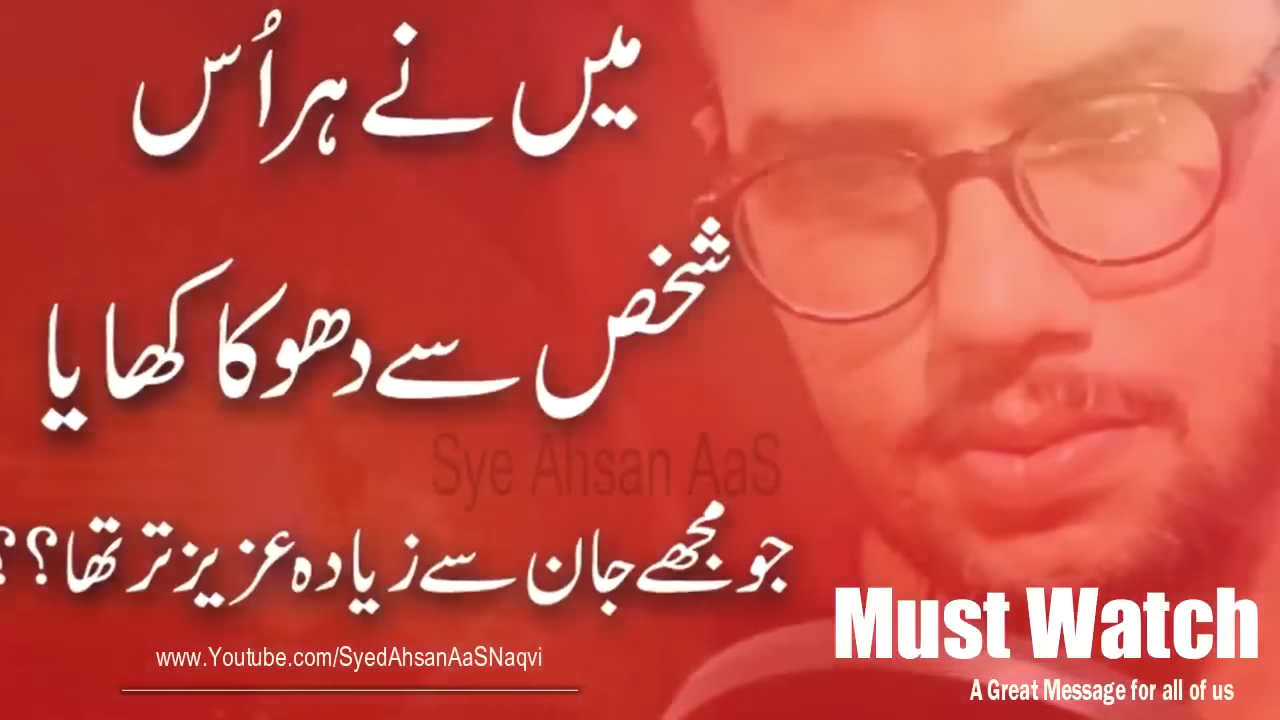 میں نے ہر اُس
شخص سے دھوکا کھایا
Sye Ahsan AaS
جو مجھے جان سے زیادہ عزیز تر تھا؟؟
www.Youtube.com/SyedAhsanAaSNaqvi
Must Watch
A Great Message for all of us